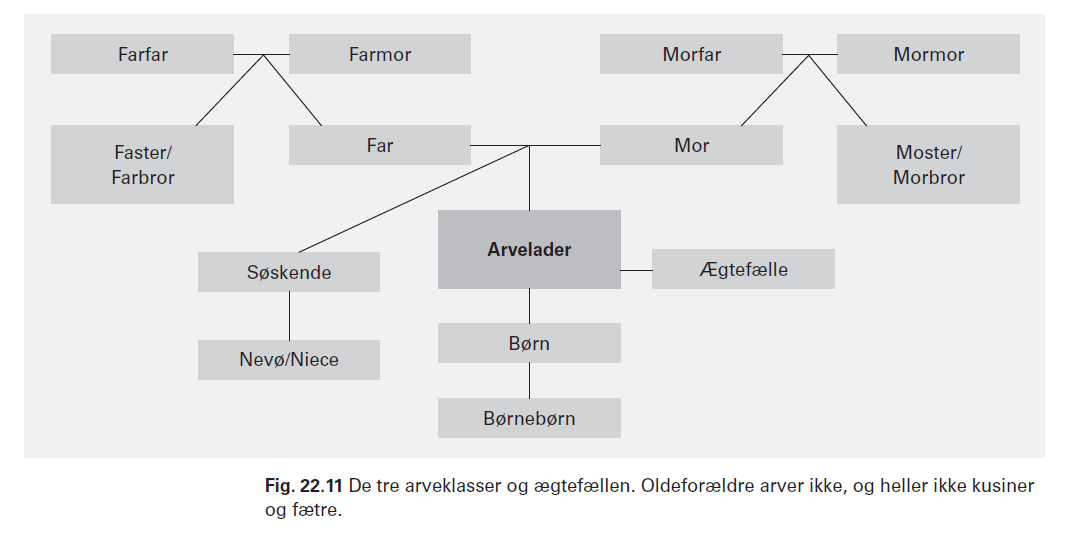 Farfar
Farmor
Morfar
Mormor
Faster/
Farbror
Far
Mor
Moster/
Morbror
Arvelader
Søskende
Ægtefælle
Nevø/Niece
Børn
Børnebørn
Fig. 22.11 De tre arveklasser og ægtefællen. Oldeforældre arver ikke, og heller ikke kusiner
og fætre.